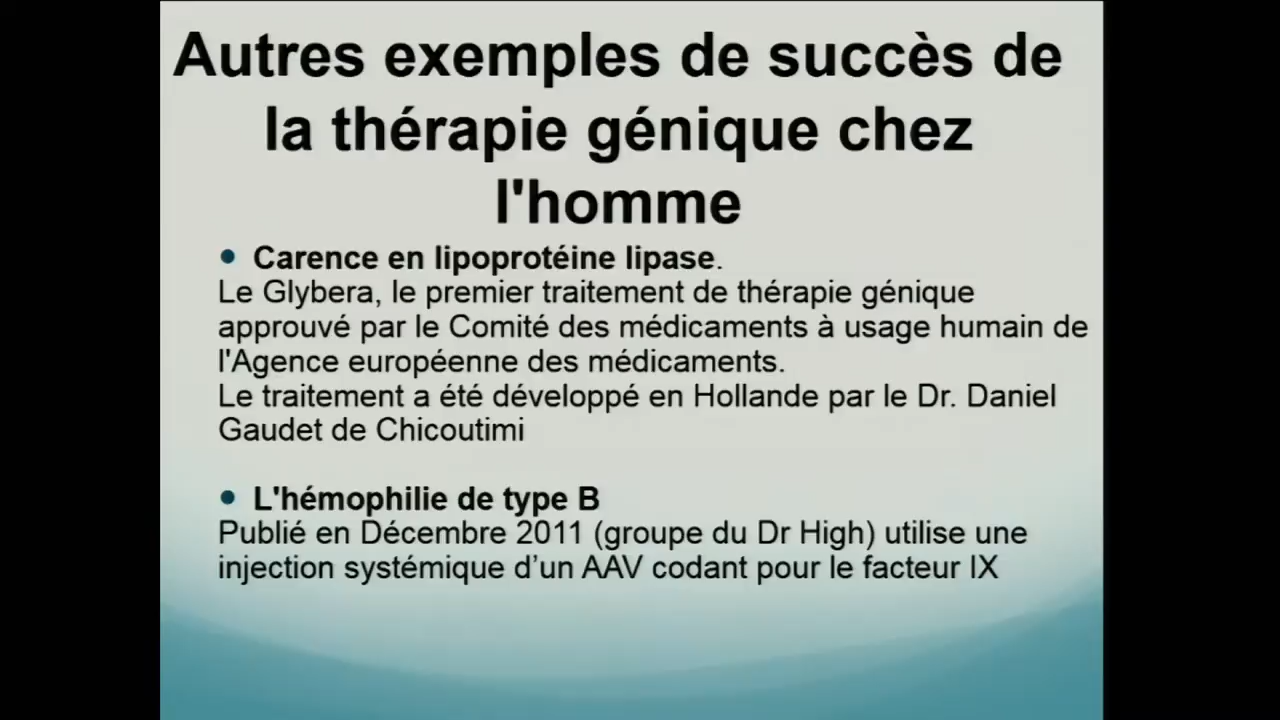 Autres exemples de succès de
la thérapie génique chez
l'homme
• Carence en lipoprotéine lipase.
Le Glybera, le premier traitement de thérapie génique
approuvé par le Comité des médicaments à usage humain de
l'Agence européenne des médicaments.
Le traitement a été développé en Hollande par le Dr. Daniel
Gaudet de Chicoutimi
• L'hémophilie de type B
Publié en Décembre 2011 (groupe du Dr High) utilise une
injection systémique d’un AAV codant pour le facteur IX